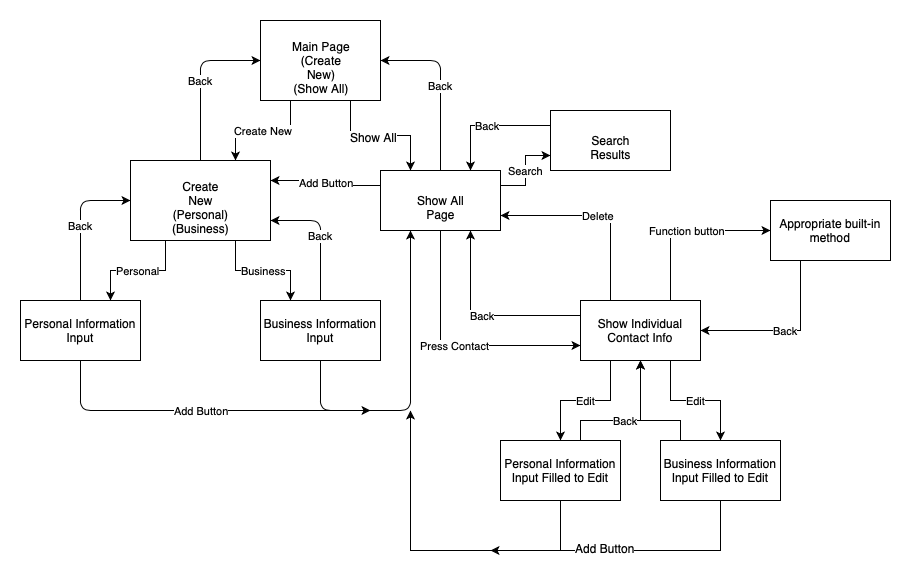 Main Page
(Create
New)
(Show All)
Back
Back
Create New
Show All
Back
Search
Results
Search
Create
New
(Personal)
(Business)
Add Button
Show All
Page
Back
Back
Delete
Function button
Appropriate built-in
method
Personal
Business
Personal Information
Input
Business Information
Input
Back
Show Individual
Contact Info
Back
Press Contact
Add Button
Edit
Back
Edit
Personal Information
Input Filled to Edit
Business Information
Input Filled to Edit
Add Button